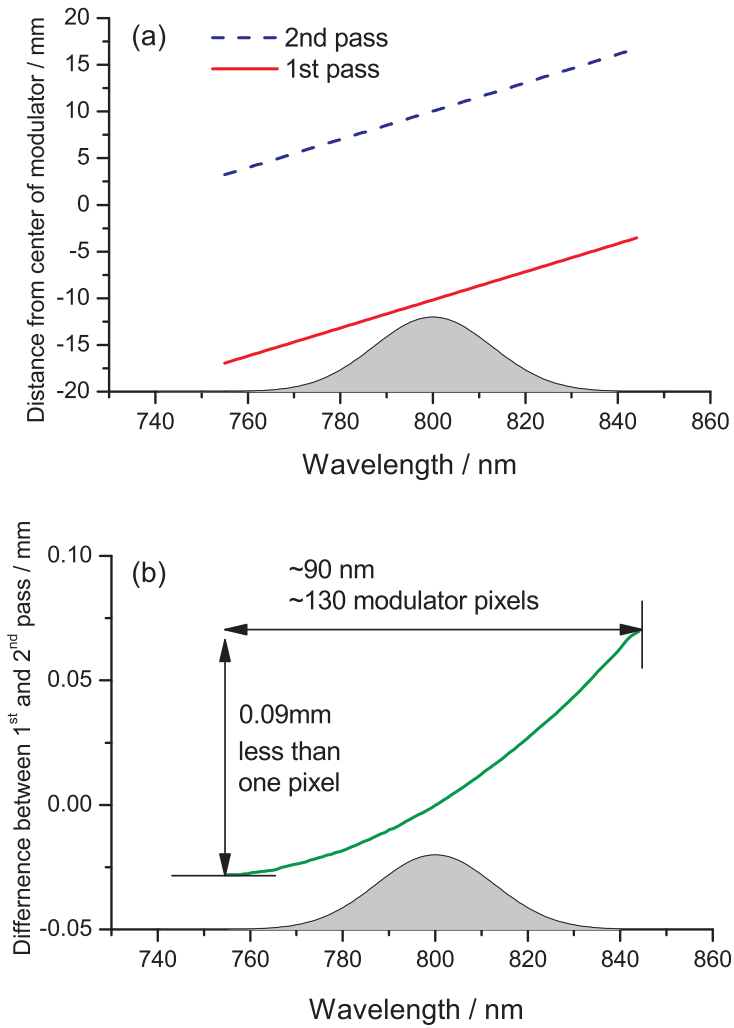 (a)
2nd pass
1st pass
Distance from center of modulator / mm
20
15
10
5
0
-5
-10
-15
-20
740
760
780
800
820
840
860
Wavelength / nm
(b)
~90 nm
~130 modulator pixels
0.09mm
less than
one pixel
Differnence between 1st and 2nd pass / mm
0.10
0.05
0.00
-0.05
740
760
780
800
820
840
860
Wavelength / nm